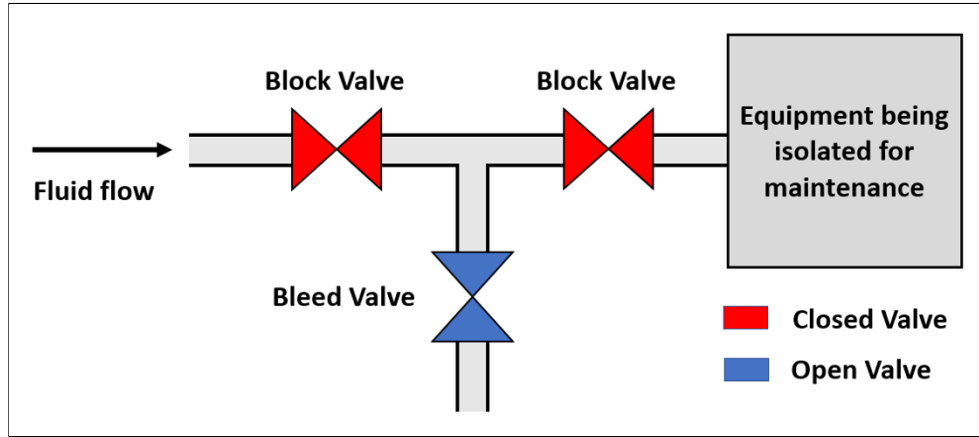 Block Valve
Block Valve
Equipment being
isolated for
maintenance
Fluid flow
Bleed Valve
Closed Valve
Open Valve